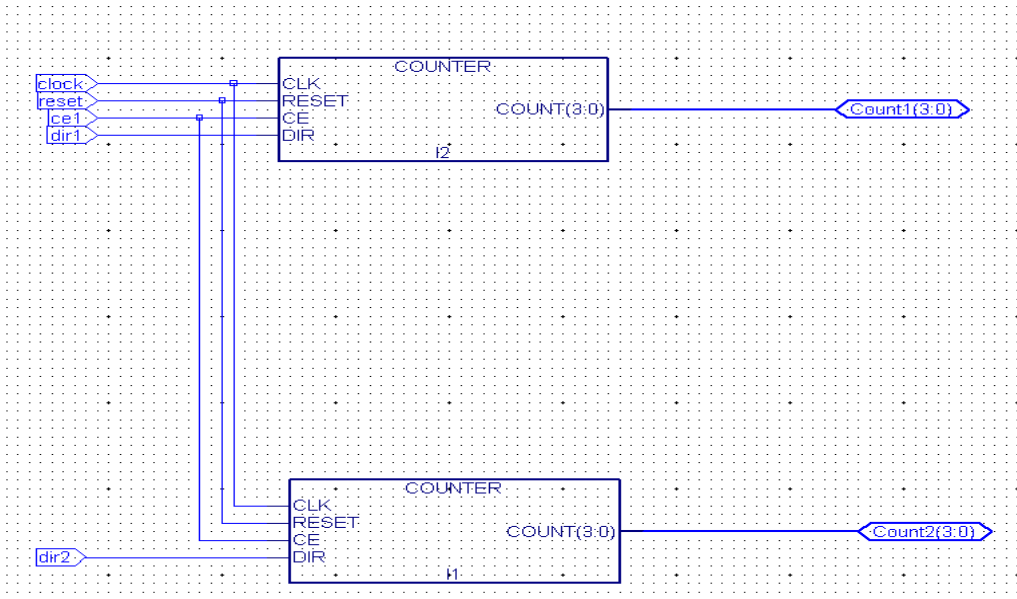 COUNTER
clock
CLK
reset
RESET
COUNT(3:0)
Count1(3:0)
ce1
CE
dir1
DIR
I2
COUNTER
CLK
RESET
COUNT(3:0)
Count2(3:0)
CE
dir2
DIR
I1